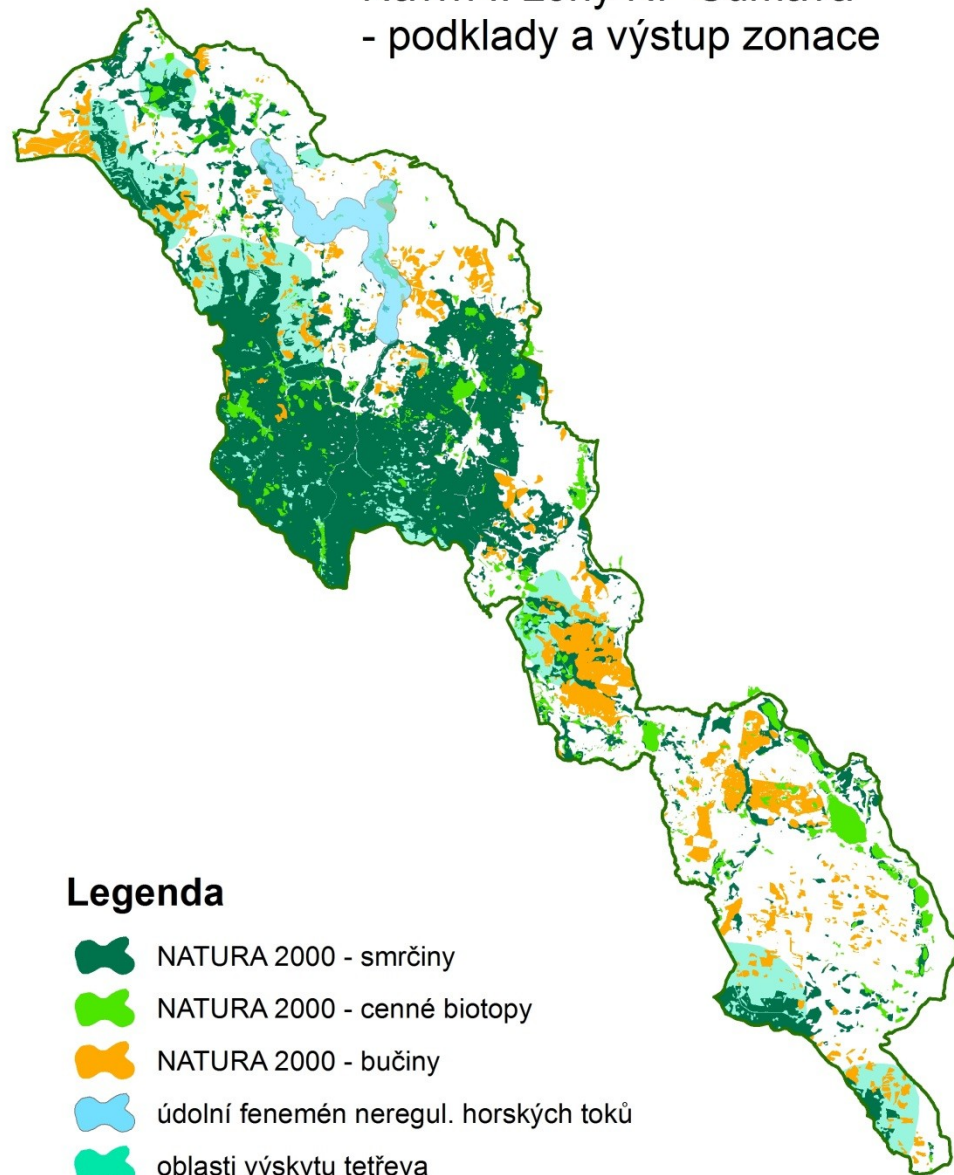 - podklady a výstup zonace
Legenda
NATURA 2000 - smrčiny
NATURA 2000 - cenné biotopy
NATURA 2000 - bučiny
údolní fenemén neregul. horských toků
oblasti výskytu tetřeva